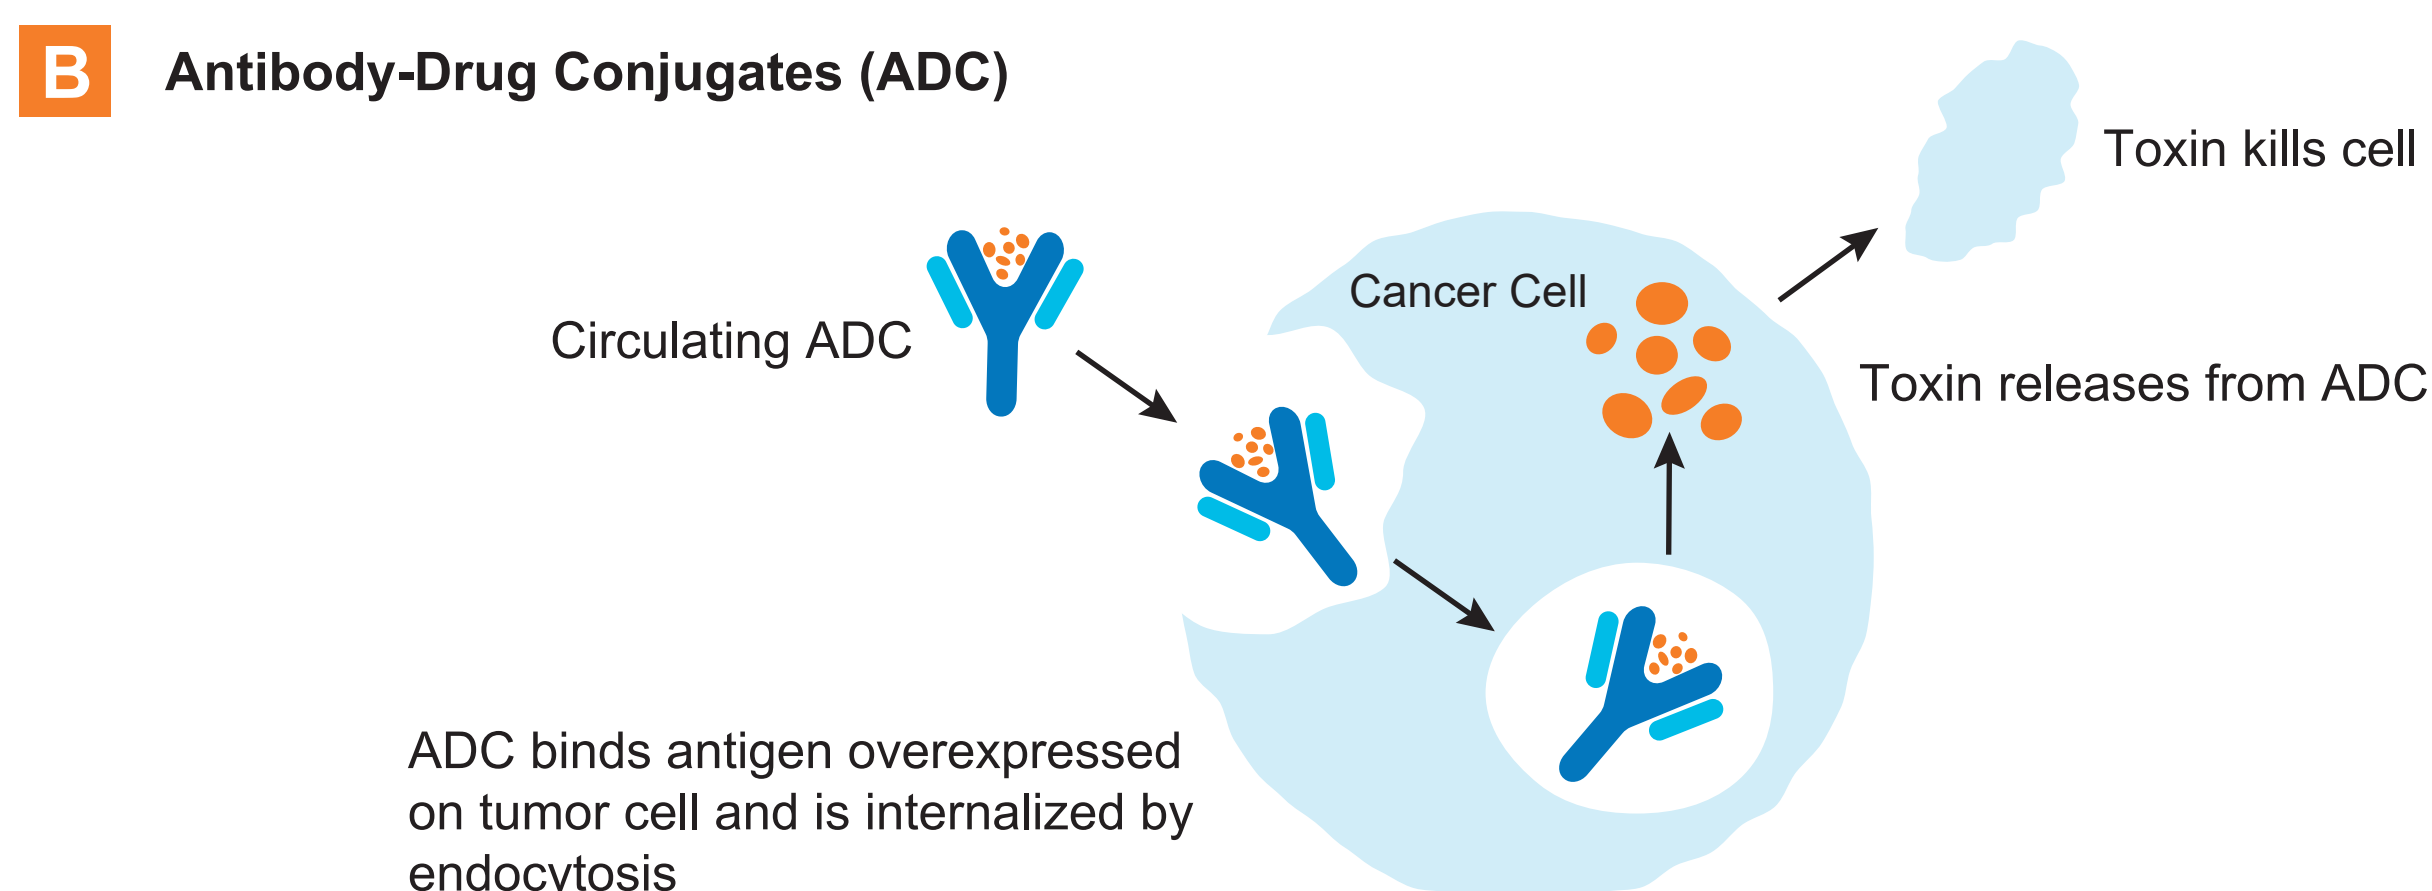 B
Antibody-Drug Conjugates (ADC)
Toxin kills cell
Cancer Cell
Circulating ADC
Toxin releases from ADC
ADC binds antigen overexpressed
on tumor cell and is internalized by
endocytosis